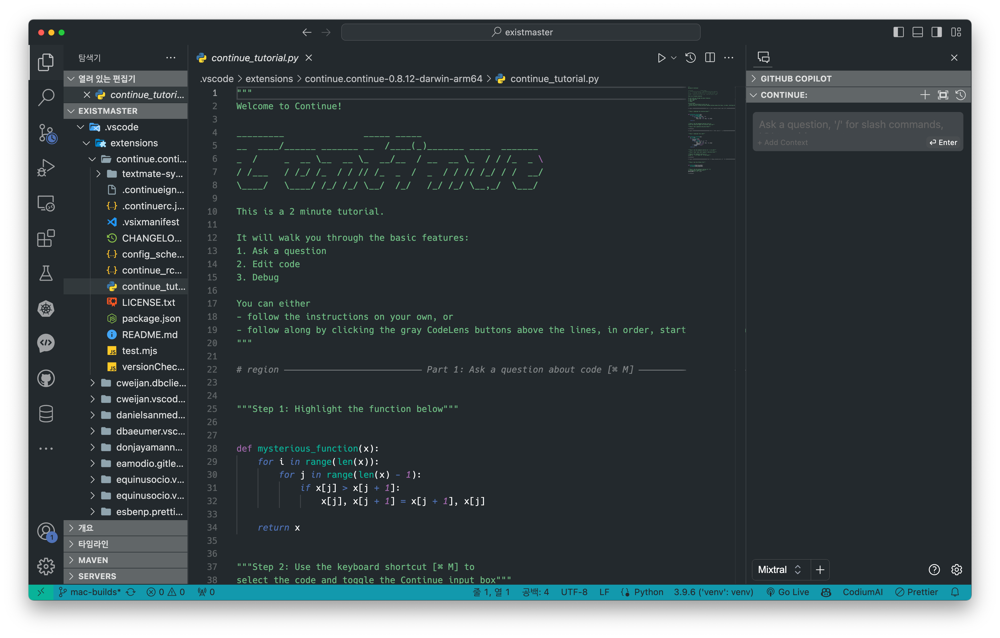 existmaster
탐색기
열려 있는 편집기
continue_tutori...
EXISTMASTER
.vscode
extensions
continue.conti...
textmate-sy...
.continueign...
{..} .continuerc.j...
.vsixmanifest
CHANGELO...
{..} config_sche...
{..} continue_rc...
continue_tut...
LICENSE.txt
package.json
README.md
JS test.mjs
JS versionChec...
cweijan.dbclie...
cweijan.vscod...
danielsanmed...
dbaeumer.vsc...
donjayamann...
eamodio.gitle...
equinusocio.v...
equinusocio.v...
esbenp.pretti...
개요
타임라인
MAVEN
SERVERS
1
continue_tutorial.py
.vscode > extensions > continue.continue-0.8.12-darwin-arm64 > continue_tutorial.py
1 """
2 Welcome to Continue!
3
4 _________                _____ _____
5 __  ____/______ _______ __  /____(_)_______ ____  _______
6 _  /     _  __ \__  __ \_  __/__  / __  __ \_  / / /_  _ \
7 / /___   / /_/ /_  / / // /_  _  /  _  / / // /_/ / /  __/
8 \____/   \____/ /_/ /_/ \__/  /_/   /_/ /_/ \__,_/  \___/
9
10 This is a 2 minute tutorial.
11
12 It will walk you through the basic features:
13 1. Ask a question
14 2. Edit code
15 3. Debug
16
17 You can either
18 - follow the instructions on your own, or
19 - follow along by clicking the gray CodeLens buttons above the lines, in order, start
20 """
21
22 # region —————————————————————————— Part 1: Ask a question about code [⌘ M] —————————
23
24
25 """Step 1: Highlight the function below"""
26
27
28 def mysterious_function(x):
29     for i in range(len(x)):
30         for j in range(len(x) - 1):
31             if x[j] > x[j + 1]:
32                 x[j], x[j + 1] = x[j + 1], x[j]
33
34     return x
35
36
37 """Step 2: Use the keyboard shortcut [⌘ M] to
38 select the code and toggle the Continue input box"""
GITHUB COPILOT
CONTINUE:
Ask a question, '/' for slash commands,
+ Add Context
⏎ Enter
Mixtral
mac-builds* 0 0 0 줄 1, 열 1 공백: 4 UTF-8 LF Python 3.9.6 ('venv': venv) Go Live CodiumAI Prettier